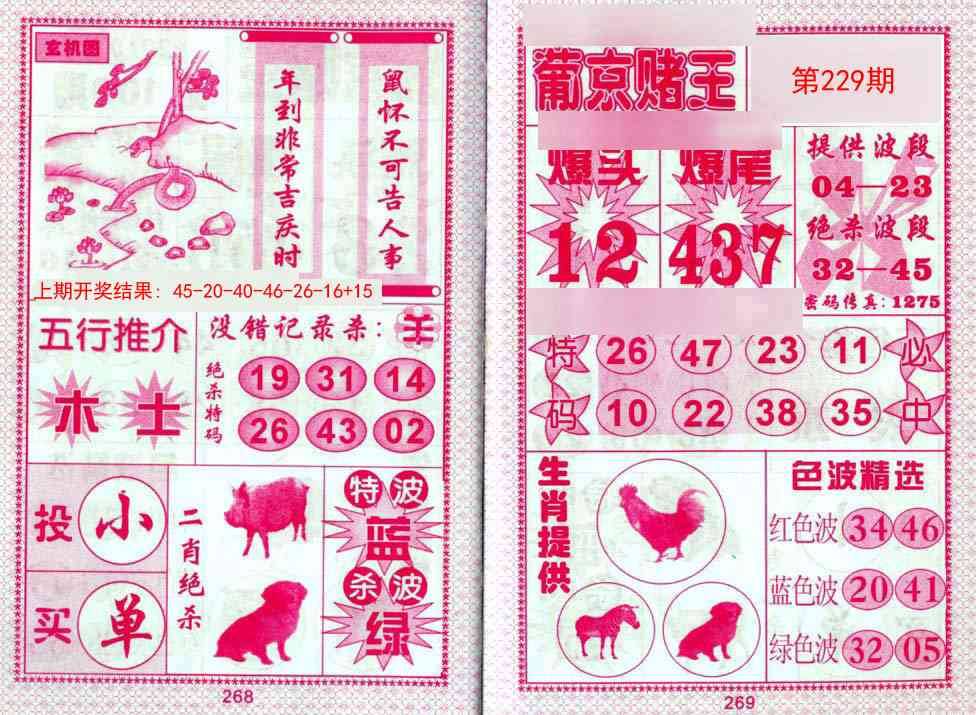 玄机图
年到非常吉庆时
鼠怀不可告人事
上期开奖结果: 45-20-40-46-26-16+15
五行推介
木 土
没错记录杀: 羊
绝杀特码
19 31 14
26 43 02
投 小
买 单
二肖绝杀
特波
蓝
杀波
绿
268
葡京赌王
第229期
爆头
12
爆尾
437
提供波段
04—23
绝杀波段
32—45
密码传真: 1275
特 26 47 23 11 必
码 10 22 38 35 中
生肖提供
色波精选
红色波 34 46
蓝色波 20 41
绿色波 32 05
269